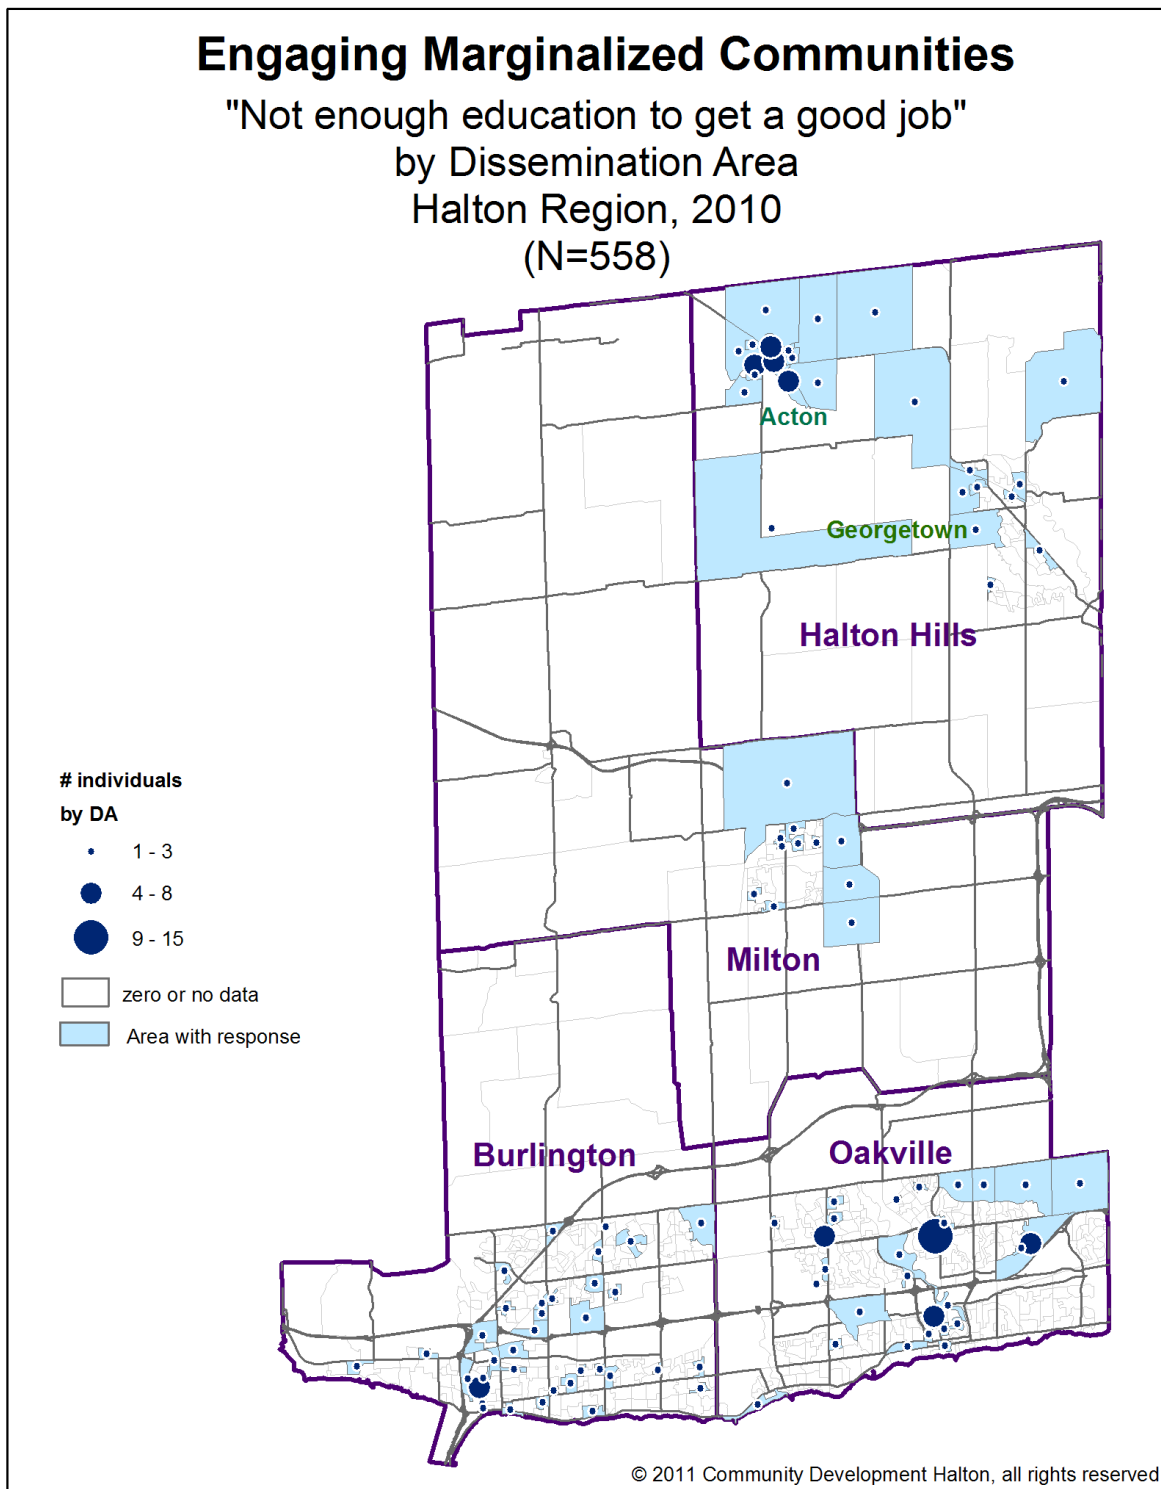 Engaging Marginalized Communities
"Not enough education to get a good job"
by Dissemination Area
Halton Region, 2010
(N=558)
Acton
Georgetown
Halton Hills
# individuals
by DA
1 - 3
4 - 8
9 - 15
zero or no data
Area with response
Milton
Burlington
Oakville
© 2011 Community Development Halton, all rights reserved